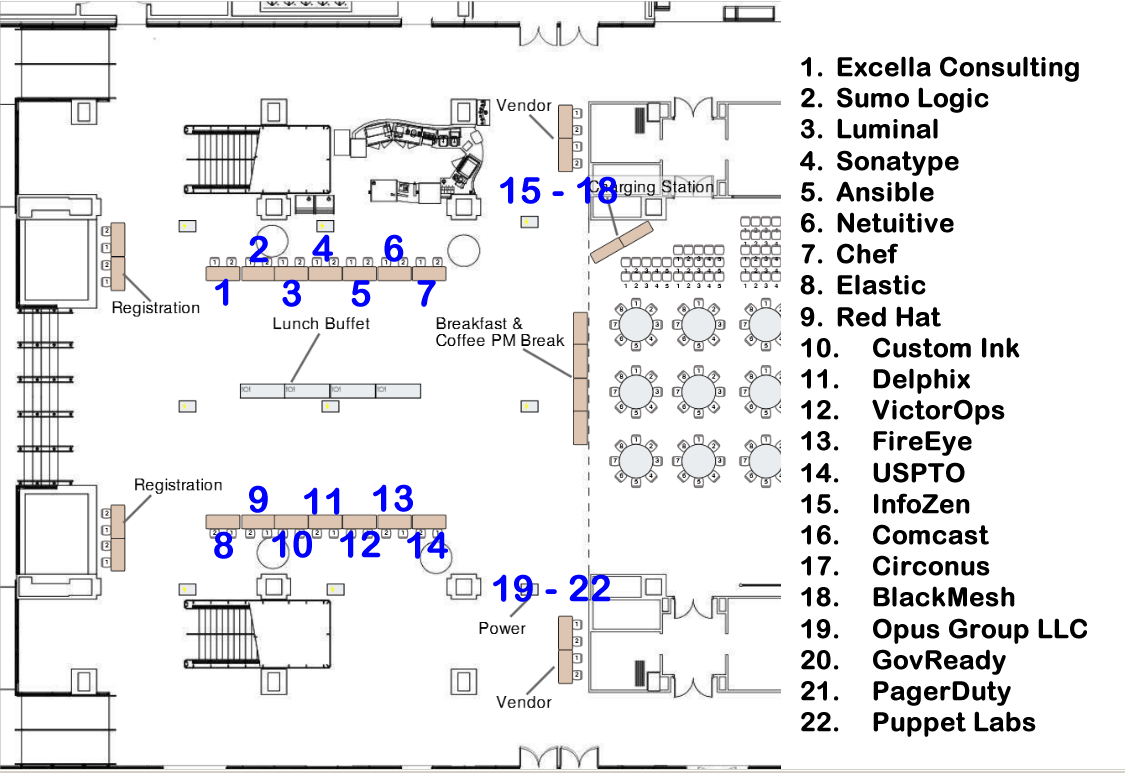 Vendor
15 - 18
Charging Station
2
4
6
Registration
1
3
5
7
Lunch Buffet
Breakfast &
Coffee PM Break
101
101
101
101
Registration
9
11
13
8
10
12
14
19 - 22
Power
Vendor
1. Excella Consulting
2. Sumo Logic
3. Luminal
4. Sonatype
5. Ansible
6. Netuitive
7. Chef
8. Elastic
9. Red Hat
10. Custom Ink
11. Delphix
12. VictorOps
13. FireEye
14. USPTO
15. InfoZen
16. Comcast
17. Circonus
18. BlackMesh
19. Opus Group LLC
20. GovReady
21. PagerDuty
22. Puppet Labs